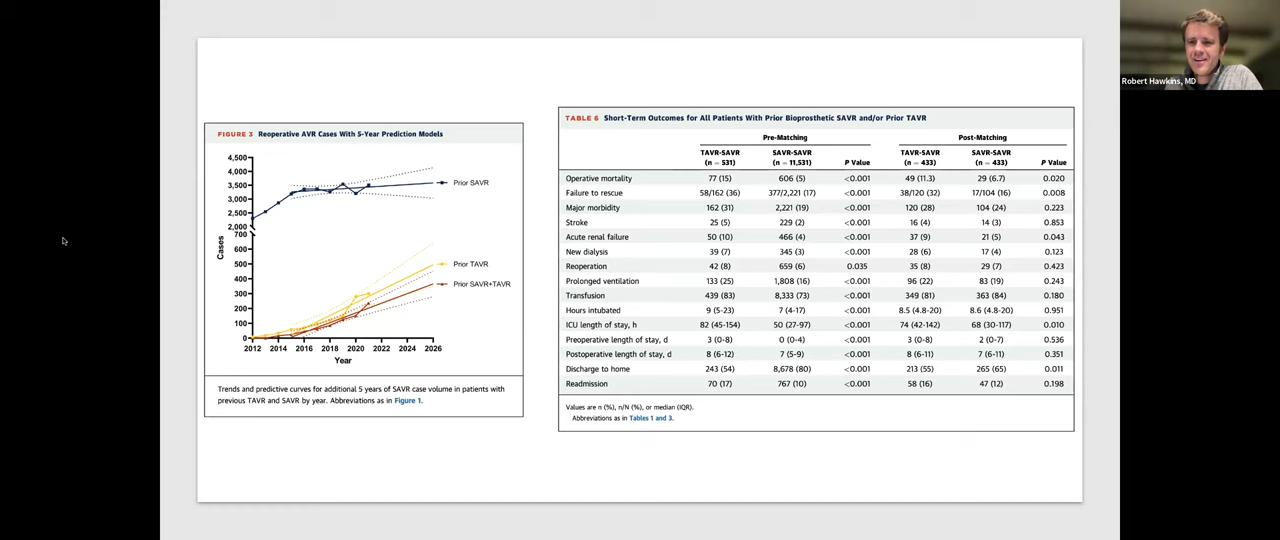 Robert Hawkins, MD
FIGURE 3 Reoperative AVR Cases With 5-Year Prediction Models
4,500
4,000
3,500
3,000
2,500
2,000
700
600
500
400
300
200
100
0
Cases
Prior SAVR
Prior TAVR
Prior SAVR+TAVR
2012 2014 2016 2018 2020 2022 2024 2026
Year
Trends and predictive curves for additional 5 years of SAVR case volume in patients with
previous TAVR and SAVR by year. Abbreviations as in Figure 1.
TABLE 6 Short-Term Outcomes for All Patients With Prior Bioprosthetic SAVR and/or Prior TAVR
Pre-Matching Post-Matching
TAVR-SAVR SAVR-SAVR TAVR-SAVR SAVR-SAVR
(n = 531) (n = 11,531) P Value (n = 433) (n = 433) P Value
Operative mortality 77 (15) 606 (5) <0.001 49 (11.3) 29 (6.7) 0.020
Failure to rescue 58/162 (36) 377/2,221 (17) <0.001 38/120 (32) 17/104 (16) 0.008
Major morbidity 162 (31) 2,221 (19) <0.001 120 (28) 104 (24) 0.223
Stroke 25 (5) 229 (2) <0.001 16 (4) 14 (3) 0.853
Acute renal failure 50 (10) 466 (4) <0.001 37 (9) 21 (5) 0.043
New dialysis 39 (7) 345 (3) <0.001 28 (6) 17 (4) 0.123
Reoperation 42 (8) 659 (6) 0.035 35 (8) 29 (7) 0.423
Prolonged ventilation 133 (25) 1,808 (16) <0.001 96 (22) 83 (19) 0.243
Transfusion 439 (83) 8,333 (73) <0.001 349 (81) 363 (84) 0.180
Hours intubated 9 (5-23) 7 (4-17) <0.001 8.5 (4.8-20) 8.6 (4.8-20) 0.951
ICU length of stay, h 82 (45-154) 50 (27-97) <0.001 74 (42-142) 68 (30-117) 0.010
Preoperative length of stay, d 3 (0-8) 0 (0-4) <0.001 3 (0-8) 2 (0-7) 0.536
Postoperative length of stay, d 8 (6-12) 7 (5-9) <0.001 8 (6-11) 7 (6-11) 0.351
Discharge to home 243 (54) 8,678 (80) <0.001 213 (55) 265 (65) 0.011
Readmission 70 (17) 767 (10) <0.001 58 (16) 47 (12) 0.198
Values are n (%), n/N (%), or median (IQR).
Abbreviations as in Tables 1 and 3.